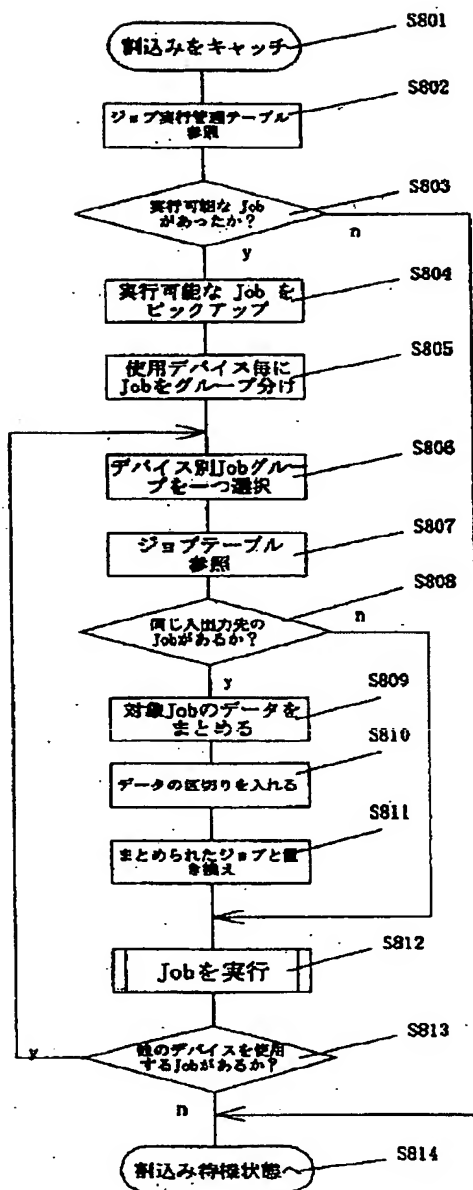 S801
割込みをキャッチ
S802
ジョブ実行管理テーブル
参照
S803
実行可能な Job
があったか?
n
y
S804
実行可能な Job を
ピックアップ
S805
使用デバイス毎に
Jobをグループ分け
S806
デバイス別Jobグルー
プを一つ選択
S807
ジョブテーブル
参照
S808
同じ入出力先の
Jobがあるか?
n
y
S809
対象Jobのデータを
まとめる
S810
データの区切りを入れる
S811
まとめられたジョブと置
き換え
S812
Jobを実行
S813
他のデバイスを使用
するJobがあるか?
y
n
S814
割込み待機状態へ